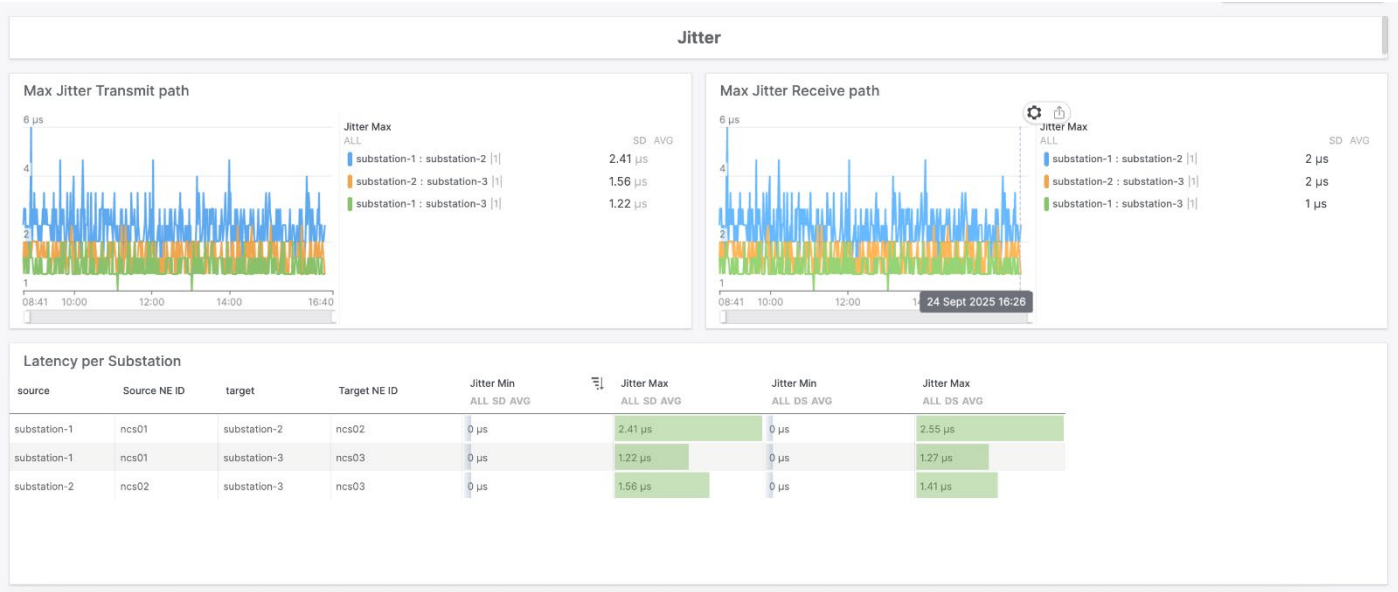 Jitter
Max Jitter Transmit path
6 μs
4
2
1
08:41 10:00 12:00 14:00 16:40
Jitter Max
ALL SD AVG
substation-1 : substation-2 |1| 2.41 μs
substation-2 : substation-3 |1| 1.56 μs
substation-1 : substation-3 |1| 1.22 μs
Max Jitter Receive path
6 μs
4
2
1
08:41 10:00 12:00
24 Sept 2025 16:26
Jitter Max
ALL SD AVG
substation-1 : substation-2 |1| 2 μs
substation-2 : substation-3 |1| 2 μs
substation-1 : substation-3 |1| 1 μs
Latency per Substation
source Source NE ID target Target NE ID Jitter Min Jitter Max Jitter Min Jitter Max
ALL SD AVG ALL SD AVG ALL DS AVG ALL DS AVG
substation-1 ncs01 substation-2 ncs02 0 μs 2.41 μs 0 μs 2.55 μs
substation-1 ncs01 substation-3 ncs03 0 μs 1.22 μs 0 μs 1.27 μs
substation-2 ncs02 substation-3 ncs03 0 μs 1.56 μs 0 μs 1.41 μs